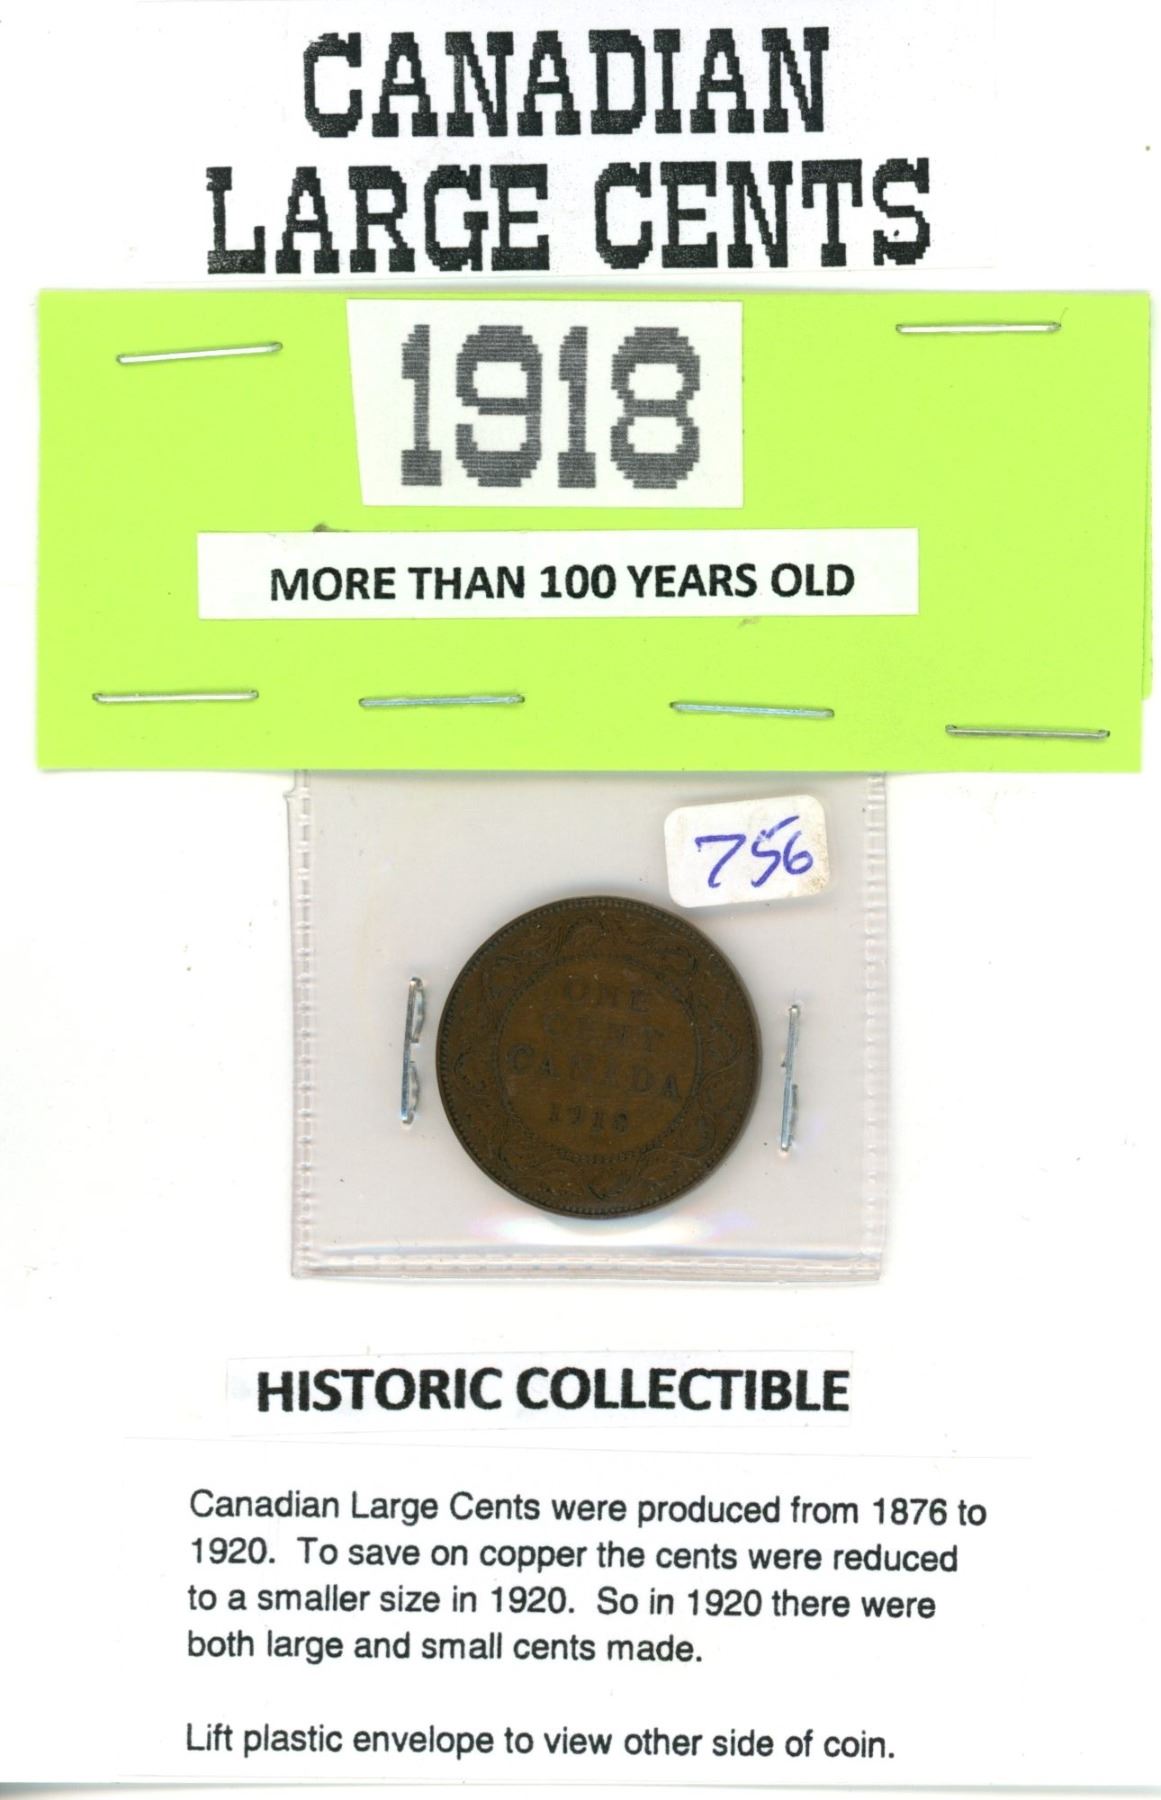 CANADIAN
LARGE CENTS
1918
MORE THAN 100 YEARS OLD
756
ONE
CENT
CANADA
1918
HISTORIC COLLECTIBLE
Canadian Large Cents were produced from 1876 to
1920. To save on copper the cents were reduced
to a smaller size in 1920. So in 1920 there were
both large and small cents made.
Lift plastic envelope to view other side of coin.